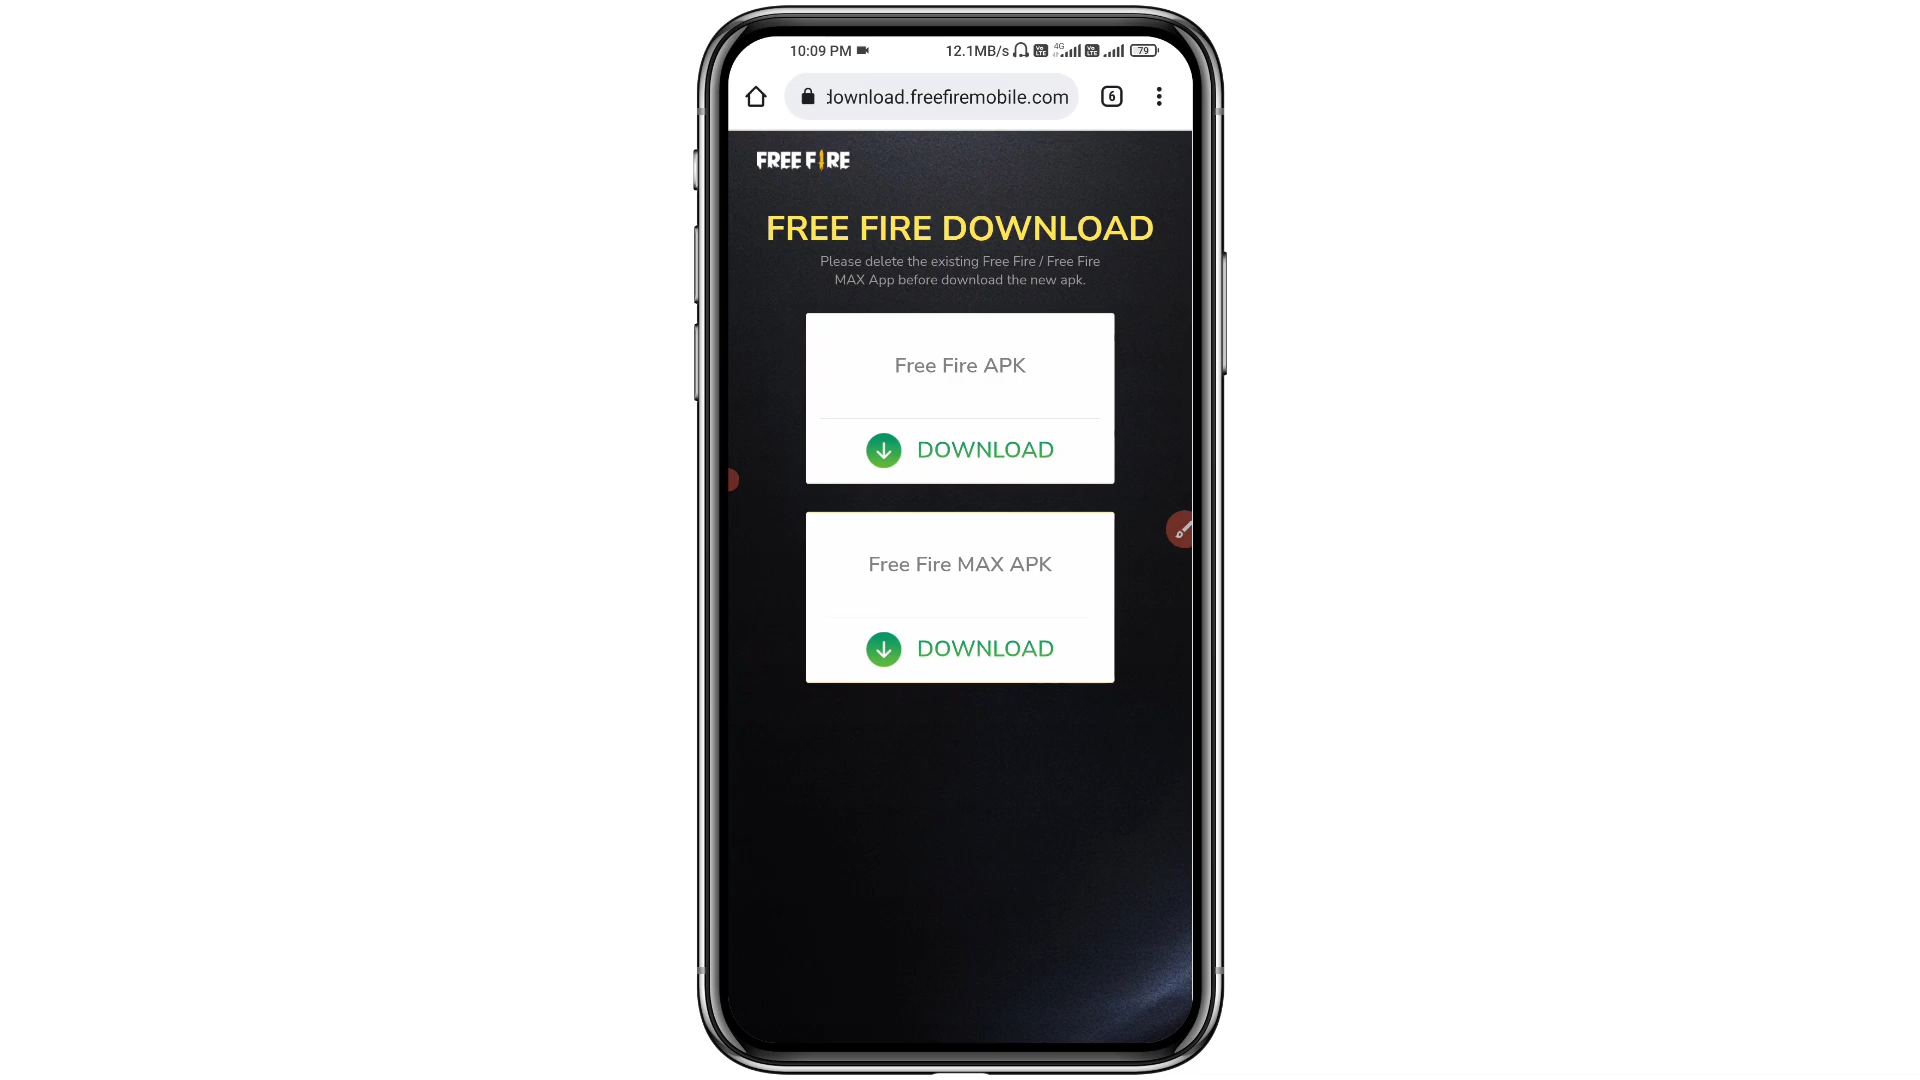 10:09 PM 12.1MB/s 4G 79
download.freefiremobile.com 6
FREE FIRE
FREE FIRE DOWNLOAD
Please delete the existing Free Fire / Free Fire
MAX App before download the new apk.
Free Fire APK
DOWNLOAD
Free Fire MAX APK
DOWNLOAD